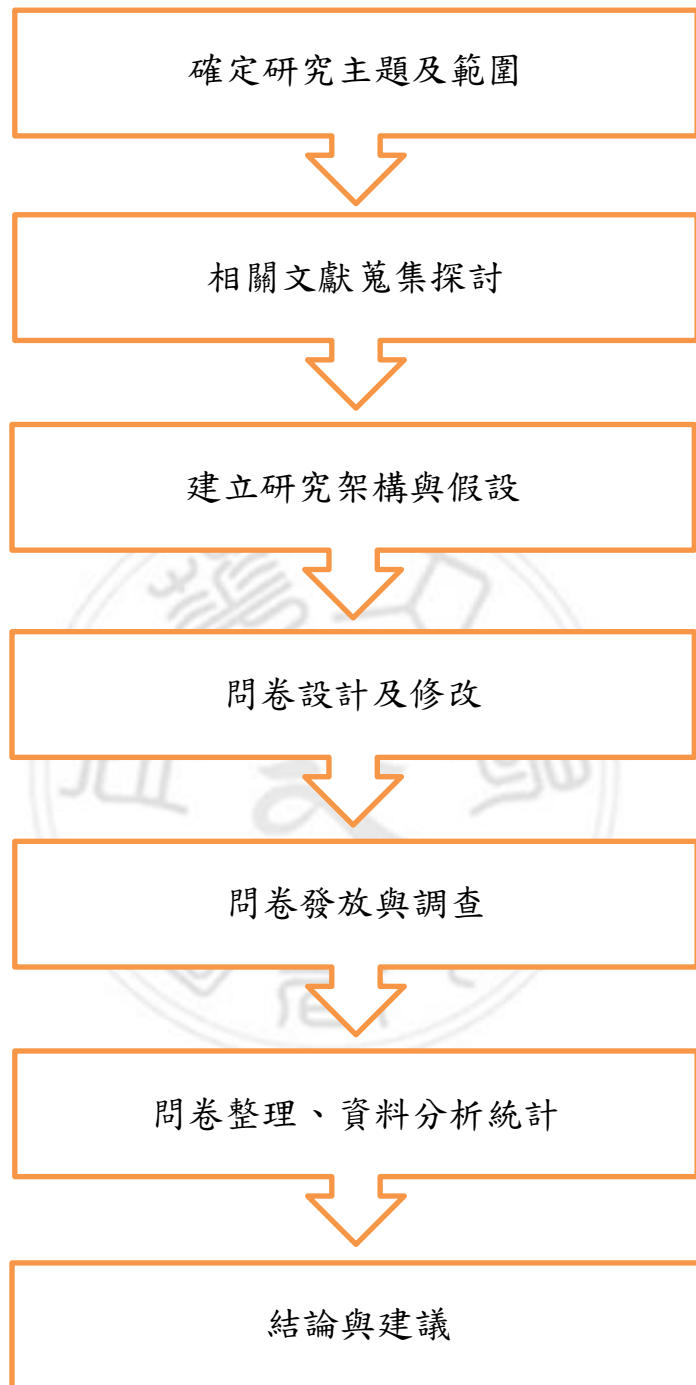 確定研究主題及範圍
相關文獻蒐集探討
建立研究架構與假設
問卷設計及修改
問卷發放與調查
問卷整理、資料分析統計
結論與建議